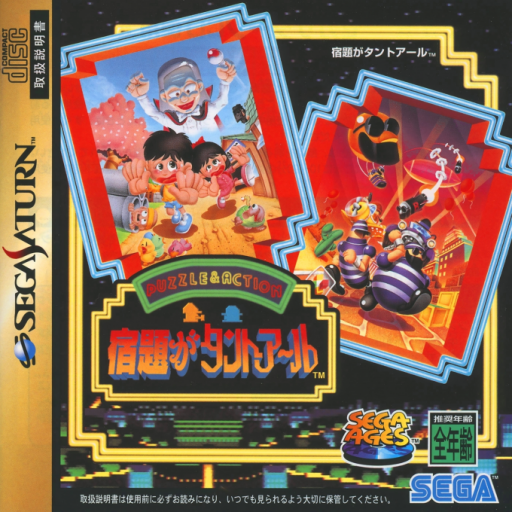 COMPACT
disc
取扱説明書
SEGA SATURN™
宿題がタントアール™
PUZZLE & ACTION
宿題がタントアール™
SEGA
AGES™
推奨年齢
全年齢
SEGA
取扱説明書は使用前に必ずお読みになり、いつでも見られるよう大切に保管してください。